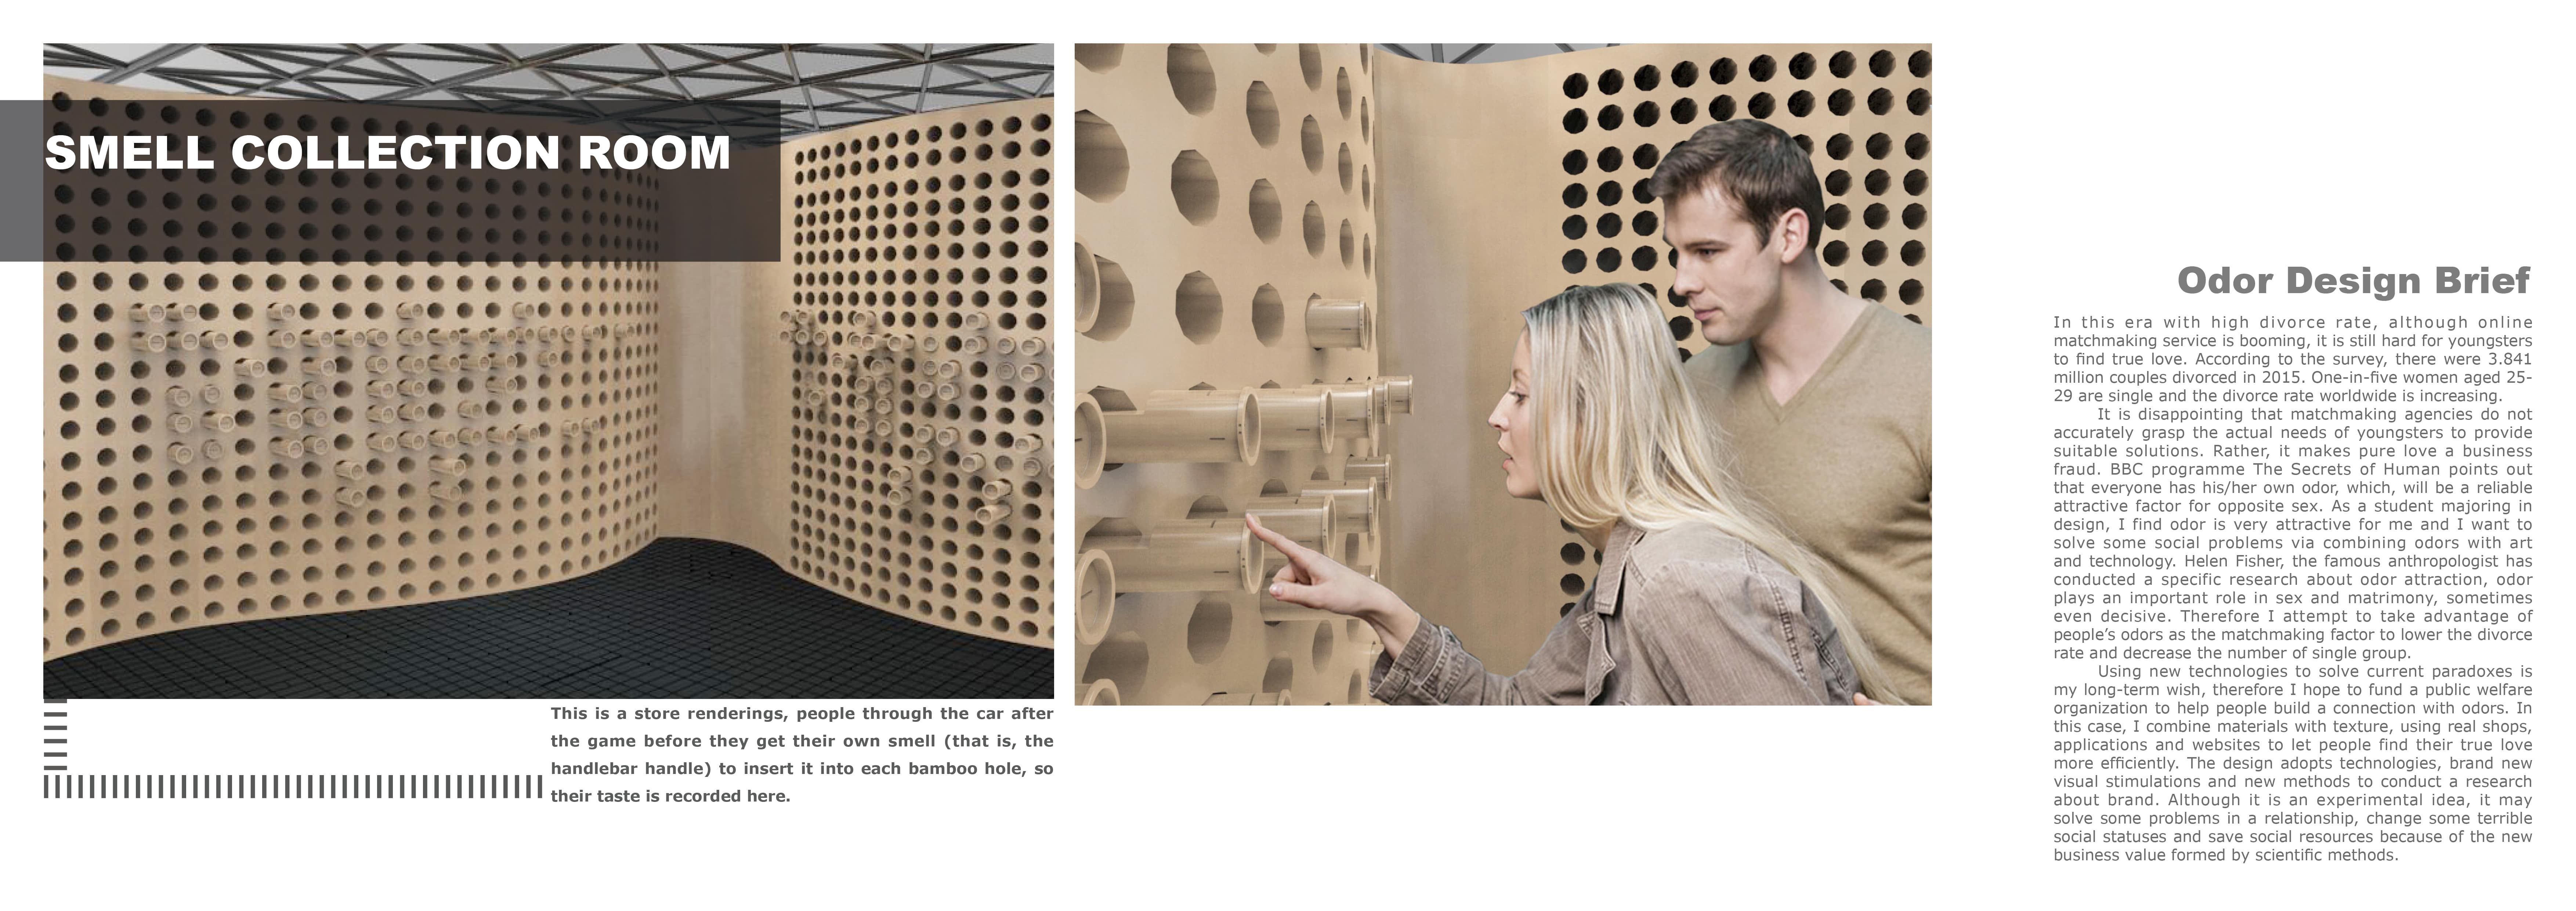 SMELL COLLECTION ROOM
This is a store renderings, people through the car after
the game before they get their own smell (that is, the
handlebar handle) to insert it into each bamboo hole, so
their taste is recorded here.
Odor Design Brief
In this era with high divorce rate, although online
matchmaking service is booming, it is still hard for youngsters
to find true love. According to the survey, there were 3.841
million couples divorced in 2015. One-in-five women aged 25-
29 are single and the divorce rate worldwide is increasing.
It is disappointing that matchmaking agencies do not
accurately grasp the actual needs of youngsters to provide
suitable solutions. Rather, it makes pure love a business
fraud. BBC programme The Secrets of Human points out
that everyone has his/her own odor, which, will be a reliable
attractive factor for opposite sex. As a student majoring in
design, I find odor is very attractive for me and I want to
solve some social problems via combining odors with art
and technology. Helen Fisher, the famous anthropologist has
conducted a specific research about odor attraction, odor
plays an important role in sex and matrimony, sometimes
even decisive. Therefore I attempt to take advantage of
people's odors as the matchmaking factor to lower the divorce
rate and decrease the number of single group.
Using new technologies to solve current paradoxes is
my long-term wish, therefore I hope to fund a public welfare
organization to help people build a connection with odors. In
this case, I combine materials with texture, using real shops,
applications and websites to let people find their true love
more efficiently. The design adopts technologies, brand new
visual stimulations and new methods to conduct a research
about brand. Although it is an experimental idea, it may
solve some problems in a relationship, change some terrible
social statuses and save social resources because of the new
business value formed by scientific methods.